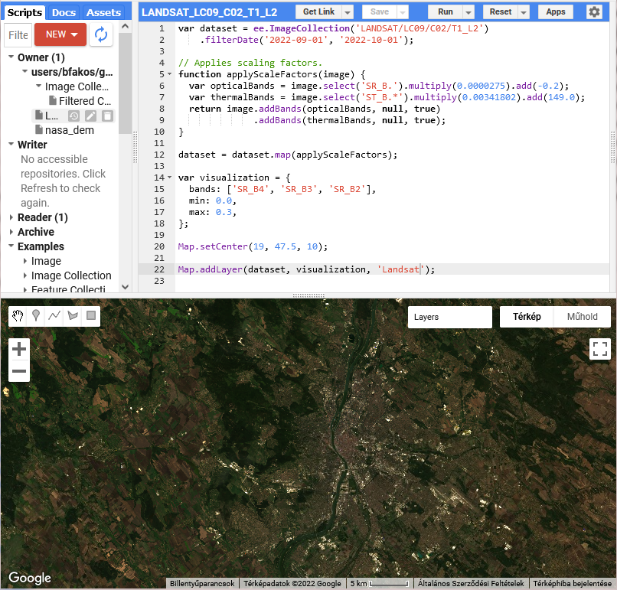 Scripts Docs Assets
Filte NEW
Owner (1)
users/bfakos/g...
Image Colle...
Filtered C...
L...
nasa_dem
Writer
No accessible
repositories. Click
Refresh to check
again.
Reader (1)
Archive
Examples
Image
Image Collection
Feature Collecti
LANDSAT_LC09_C02_T1_L2 Get Link Save Run Reset Apps
1 var dataset = ee.ImageCollection('LANDSAT/LC09/C02/T1_L2')
2 .filterDate('2022-09-01', '2022-10-01');
3
4 // Applies scaling factors.
5 function applyScaleFactors(image) {
6 var opticalBands = image.select('SR_B.').multiply(0.0000275).add(-0.2);
7 var thermalBands = image.select('ST_B.*').multiply(0.00341802).add(149.0);
8 return image.addBands(opticalBands, null, true)
9 .addBands(thermalBands, null, true);
10 }
11
12 dataset = dataset.map(applyScaleFactors);
13
14 var visualization = {
15 bands: ['SR_B4', 'SR_B3', 'SR_B2'],
16 min: 0.0,
17 max: 0.3,
18 };
19
20 Map.setCenter(19, 47.5, 10);
21
22 Map.addLayer(dataset, visualization, 'Landsat');
23
Layers Térkép Műhold
Google
Billentyűparancsok Térképadatok ©2022 Google 5 km Általános Szerződési Feltételek Térképhiba bejelentése